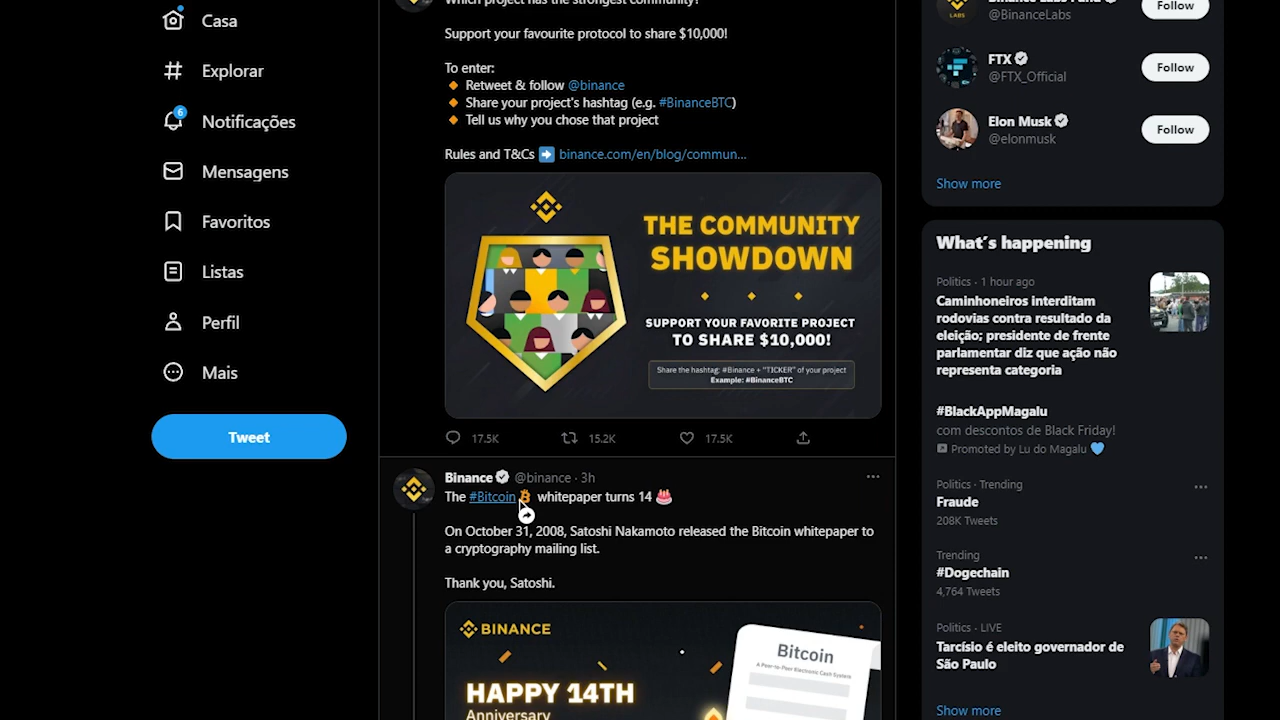 Casa
Explorar
6
Notificações
Mensagens
Favoritos
Listas
Perfil
Mais
Tweet
Which project has the strongest community?
Support your favourite protocol to share $10,000!
To enter:
Retweet & follow @binance
Share your project's hashtag (e.g. #BinanceBTC)
Tell us why you chose that project
Rules and T&Cs ➡ binance.com/en/blog/commun...
THE COMMUNITY
SHOWDOWN
SUPPORT YOUR FAVORITE PROJECT
TO SHARE $10,000!
Share the hashtag: #Binance + "TICKER" of your project
Example: #BinanceBTC
17.5K 15.2K 17.5K
Binance @binance · 3h
The #Bitcoin whitepaper turns 14
On October 31, 2008, Satoshi Nakamoto released the Bitcoin whitepaper to
a cryptography mailing list.
Thank you, Satoshi.
BINANCE
HAPPY 14TH
Anniversary
Bitcoin
A Peer-to-Peer Electronic Cash System
Binance Labs Fund
LABS
@BinanceLabs
Follow
FTX
@FTX_Official
Follow
Elon Musk
@elonmusk
Follow
Show more
What´s happening
Politics · 1 hour ago
Caminhoneiros interditam
rodovias contra resultado da
eleição; presidente de frente
parlamentar diz que ação não
representa categoria
#BlackAppMagalu
com descontos de Black Friday!
Promoted by Lu do Magalu
Politics · Trending
Fraude
208K Tweets
Trending
#Dogechain
4,764 Tweets
Politics · LIVE
Tarcísio é eleito governador de
São Paulo
Show more